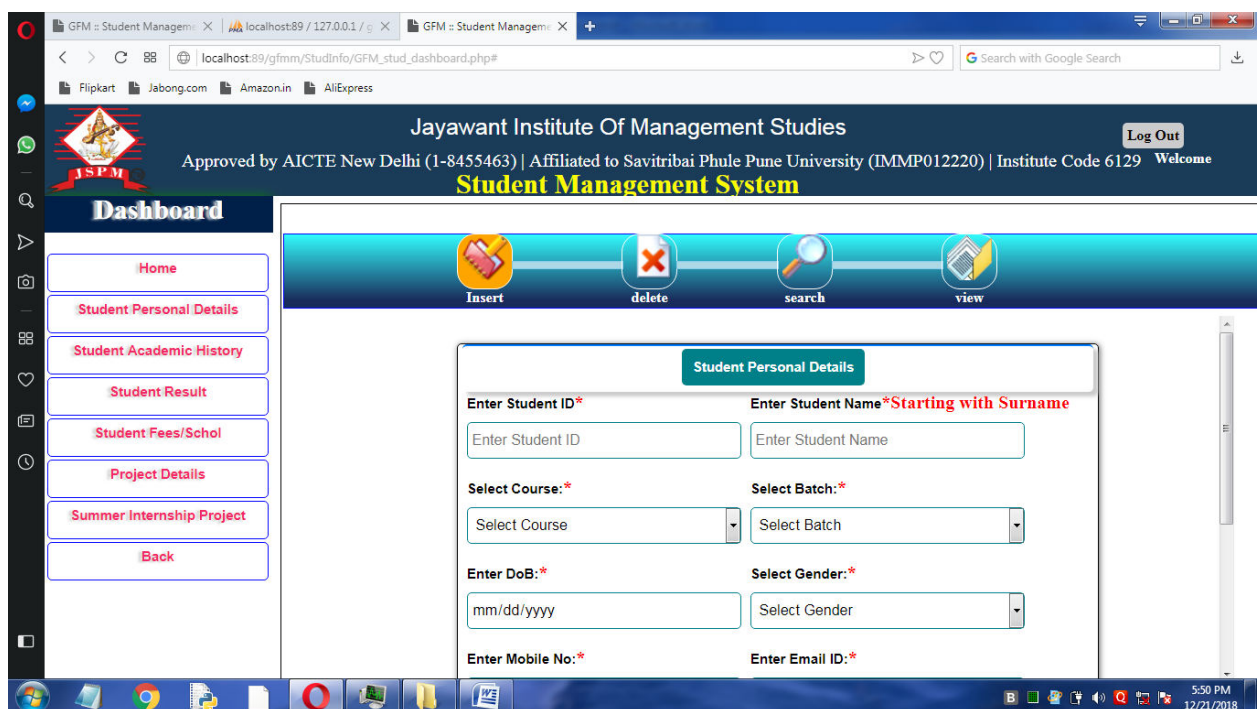 GFM :: Student Manageme
localhost:89 / 127.0.0.1 / g
GFM :: Student Manageme
localhost:89/gfmm/StudInfo/GFM_stud_dashboard.php#
Search with Google Search
Flipkart
Jabong.com
Amazon.in
AliExpress
JSPM
Jayawant Institute Of Management Studies
Log Out
Approved by AICTE New Delhi (1-8455463) | Affiliated to Savitribai Phule Pune University (IMMP012220) | Institute Code 6129
Welcome
Student Management System
Dashboard
Home
Student Personal Details
Student Academic History
Student Result
Student Fees/Schol
Project Details
Summer Internship Project
Back
Insert
delete
search
view
Student Personal Details
Enter Student ID*
Enter Student Name*Starting with Surname
Enter Student ID
Enter Student Name
Select Course:*
Select Batch:*
Select Course
Select Batch
Enter DoB:*
Select Gender:*
mm/dd/yyyy
Select Gender
Enter Mobile No:*
Enter Email ID:*
5:50 PM
12/21/2018